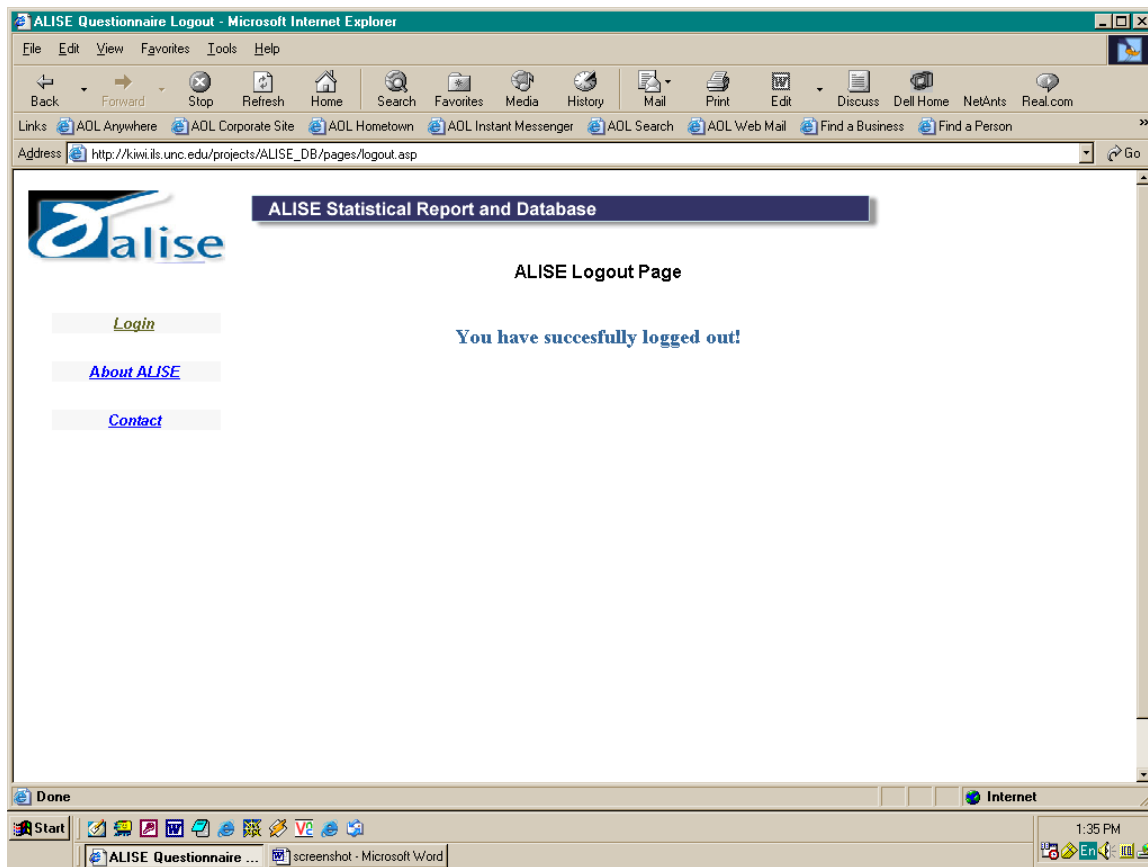 ALISE Questionnaire Logout - Microsoft Internet Explorer
File Edit View Favorites Tools Help
Back Forward Stop Refresh Home Search Favorites Media History Mail Print Edit Discuss Dell Home NetAnts Real.com
Links AOL Anywhere AOL Corporate Site AOL Hometown AOL Instant Messenger AOL Search AOL Web Mail Find a Business Find a Person »
Address http://kiwi.ils.unc.edu/projects/ALISE_DB/pages/logout.asp Go
alise
ALISE Statistical Report and Database
ALISE Logout Page
Login
You have succesfully logged out!
About ALISE
Contact
Done Internet
Start 1:35 PM
ALISE Questionnaire ... screenshot - Microsoft Word En